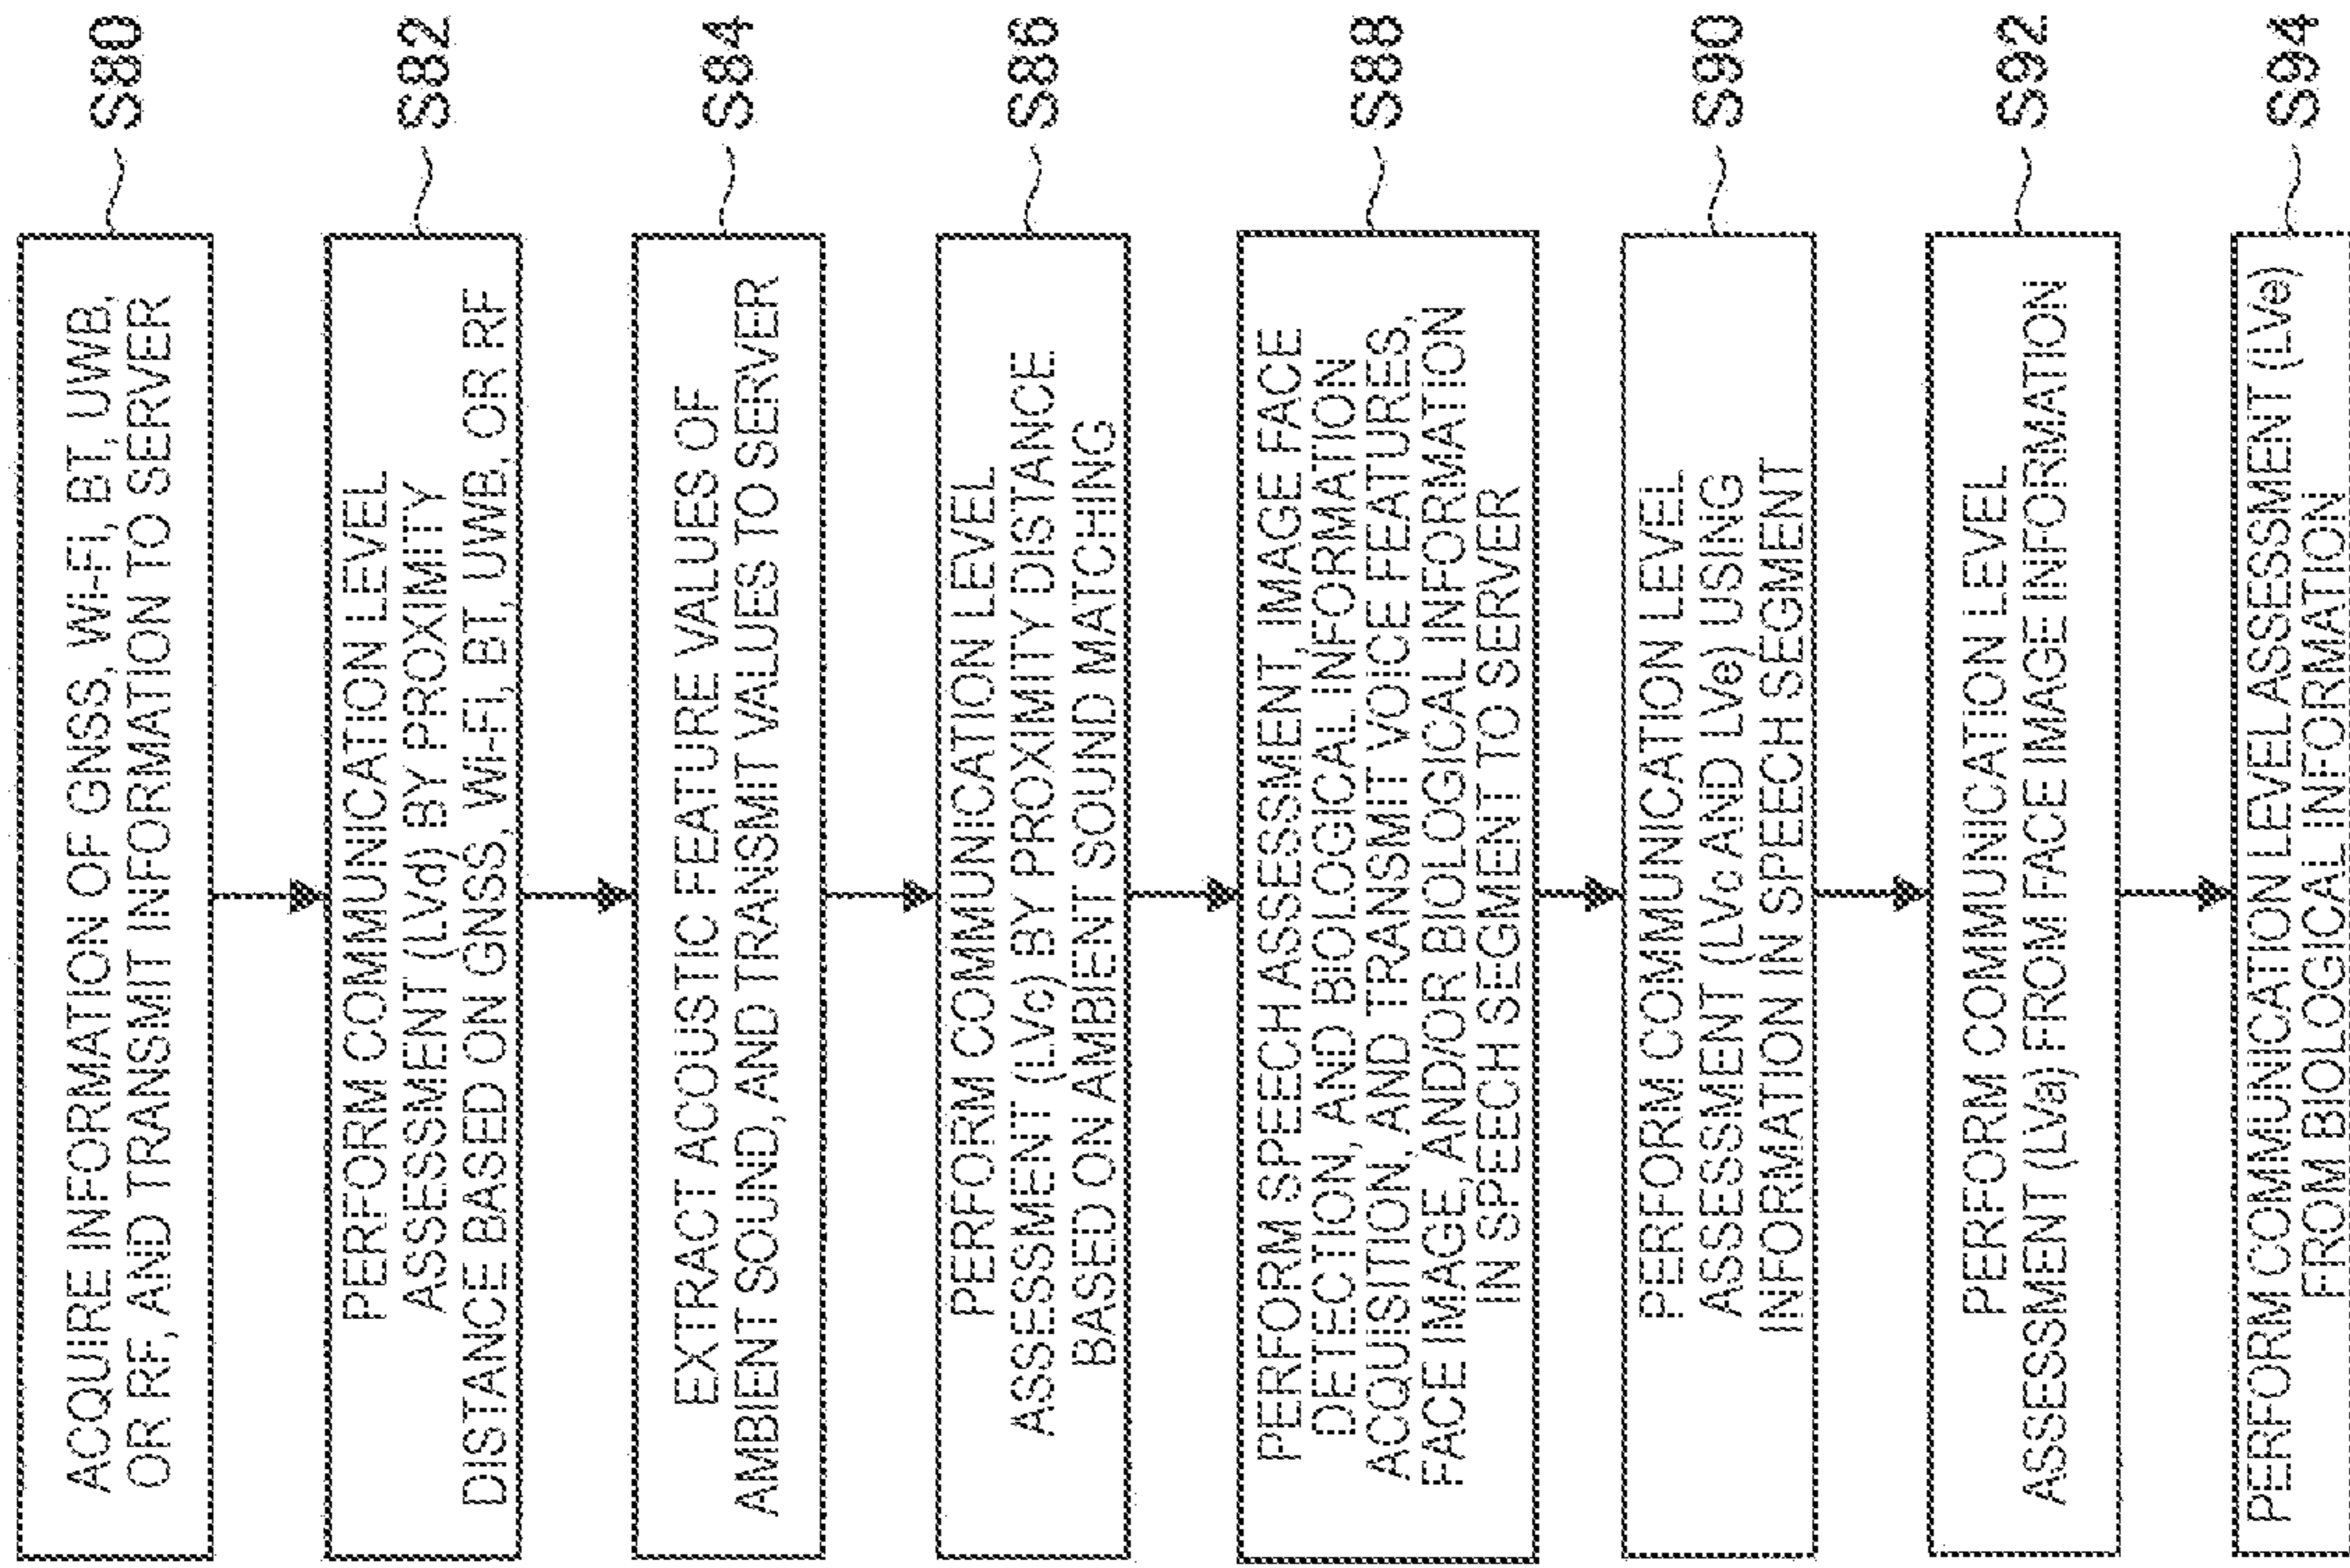 ACQUIRE INFORMATION OF GNSS, Wi-Fi, BT, UWB,
OR RF, AND TRANSMIT INFORMATION TO SERVER
S80
PERFORM COMMUNICATION LEVEL
ASSESSMENT (LVd) BY PROXIMITY
DISTANCE BASED ON GNSS, Wi-Fi, BT, UWB, OR RF
S82
EXTRACT ACOUSTIC FEATURE VALUES OF
AMBIENT SOUND, AND TRANSMIT VALUES TO SERVER
S84
PERFORM COMMUNICATION LEVEL
ASSESSMENT (LVc) BY PROXIMITY DISTANCE
BASED ON AMBIENT SOUND MATCHING
S86
PERFORM SPEECH ASSESSMENT, IMAGE FACE
DETECTION, AND BIOLOGICAL INFORMATION
ACQUISITION, AND TRANSMIT VOICE FEATURES,
FACE IMAGE, AND/OR BIOLOGICAL INFORMATION
IN SPEECH SEGMENT TO SERVER
S88
PERFORM COMMUNICATION LEVEL
ASSESSMENT (LVc AND LVe) USING
INFORMATION IN SPEECH SEGMENT
S90
PERFORM COMMUNICATION LEVEL
ASSESSMENT (LVa) FROM FACE IMAGE INFORMATION
S92
PERFORM COMMUNICATION LEVEL ASSESSMENT (LVe)
FROM BIOLOGICAL INFORMATION
S94